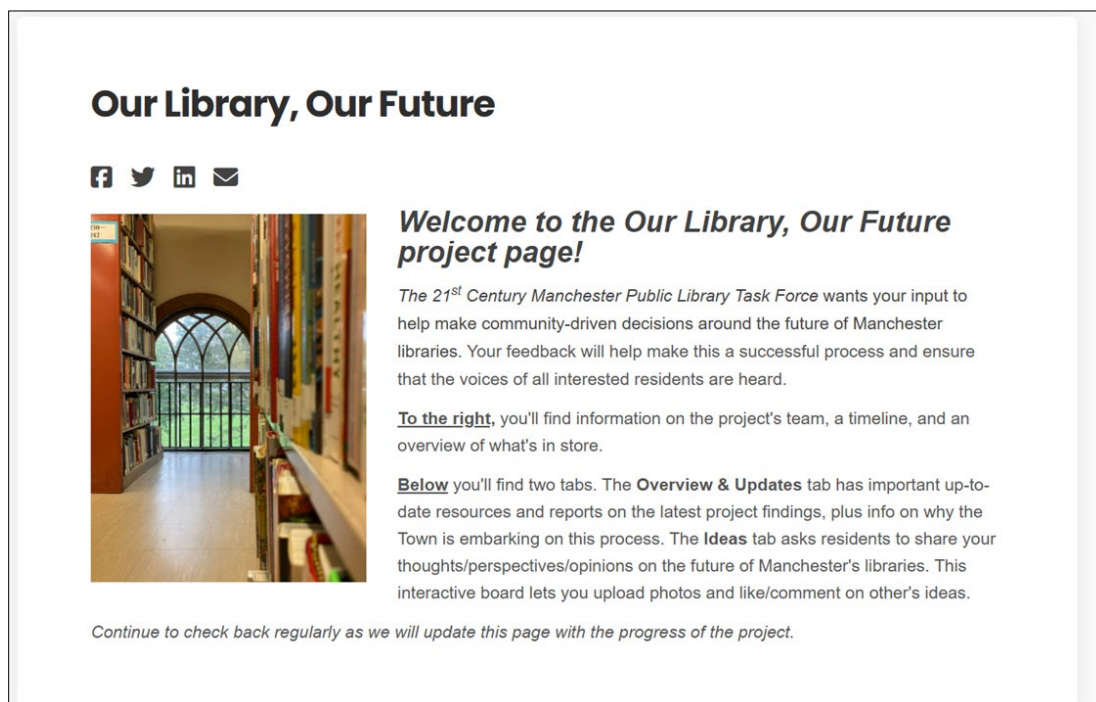 Our Library, Our Future
Welcome to the Our Library, Our Future
project page!
The 21st Century Manchester Public Library Task Force wants your input to
help make community-driven decisions around the future of Manchester
libraries. Your feedback will help make this a successful process and ensure
that the voices of all interested residents are heard.
To the right, you'll find information on the project's team, a timeline, and an
overview of what's in store.
Below you'll find two tabs. The Overview & Updates tab has important up-to-
date resources and reports on the latest project findings, plus info on why the
Town is embarking on this process. The Ideas tab asks residents to share your
thoughts/perspectives/opinions on the future of Manchester's libraries. This
interactive board lets you upload photos and like/comment on other's ideas.
Continue to check back regularly as we will update this page with the progress of the project.